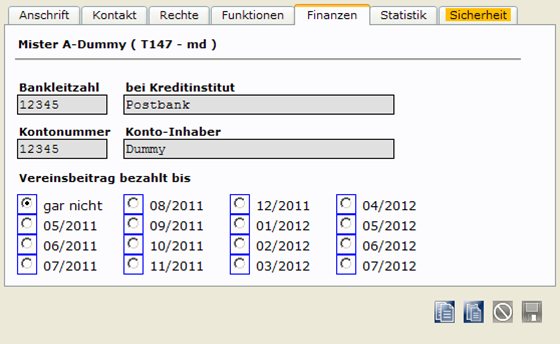 Anschrift Kontakt Rechte Funktionen Finanzen Statistik Sicherheit
Mister A-Dummy ( T147 - md )
Bankleitzahl bei Kreditinstitut
12345 Postbank
Kontonummer Konto-Inhaber
12345 Dummy
Vereinsbeitrag bezahlt bis
gar nicht 08/2011 12/2011 04/2012
05/2011 09/2011 01/2012 05/2012
06/2011 10/2011 02/2012 06/2012
07/2011 11/2011 03/2012 07/2012